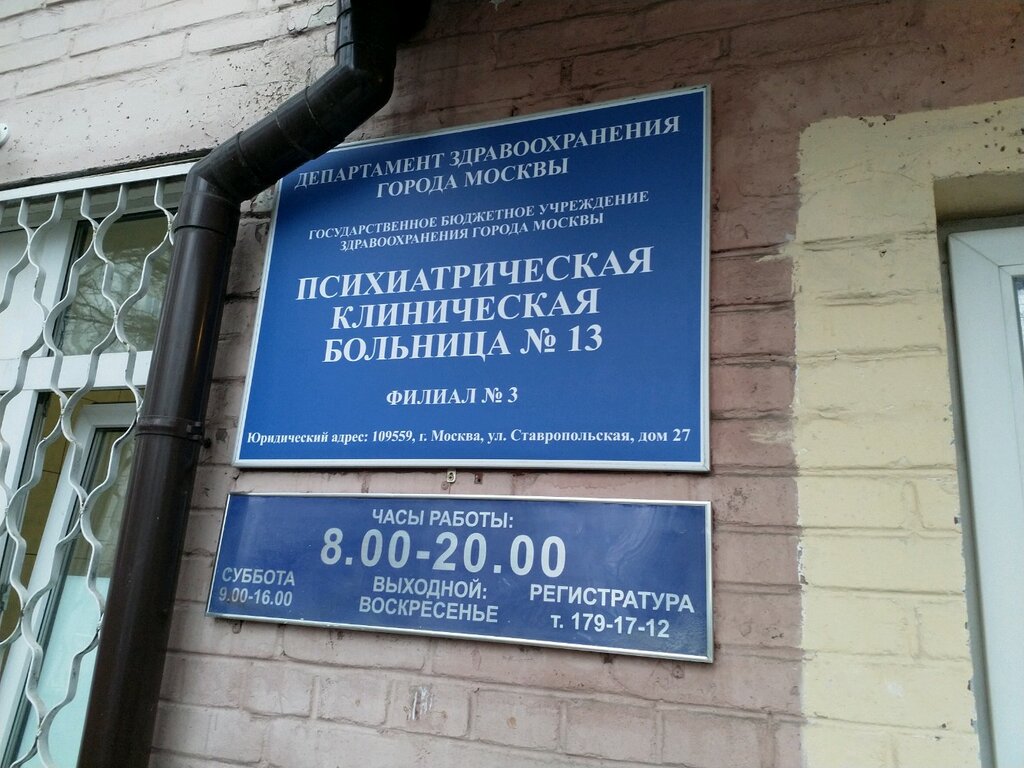 ДЕПАРТАМЕНТ ЗДРАВООХРАНЕНИЯ
ГОРОДА МОСКВЫ
ГОСУДАРСТВЕННОЕ БЮДЖЕТНОЕ УЧРЕЖДЕНИЕ
ЗДРАВООХРАНЕНИЯ ГОРОДА МОСКВЫ
ПСИХИАТРИЧЕСКАЯ
КЛИНИЧЕСКАЯ
БОЛЬНИЦА № 13
ФИЛИАЛ № 3
Юридический адрес: 109559, г. Москва, ул. Ставропольская, дом 27
ЧАСЫ РАБОТЫ:
8.00-20.00
СУББОТА
9.00-16.00
ВЫХОДНОЙ:
ВОСКРЕСЕНЬЕ
РЕГИСТРАТУРА
т. 179-17-12